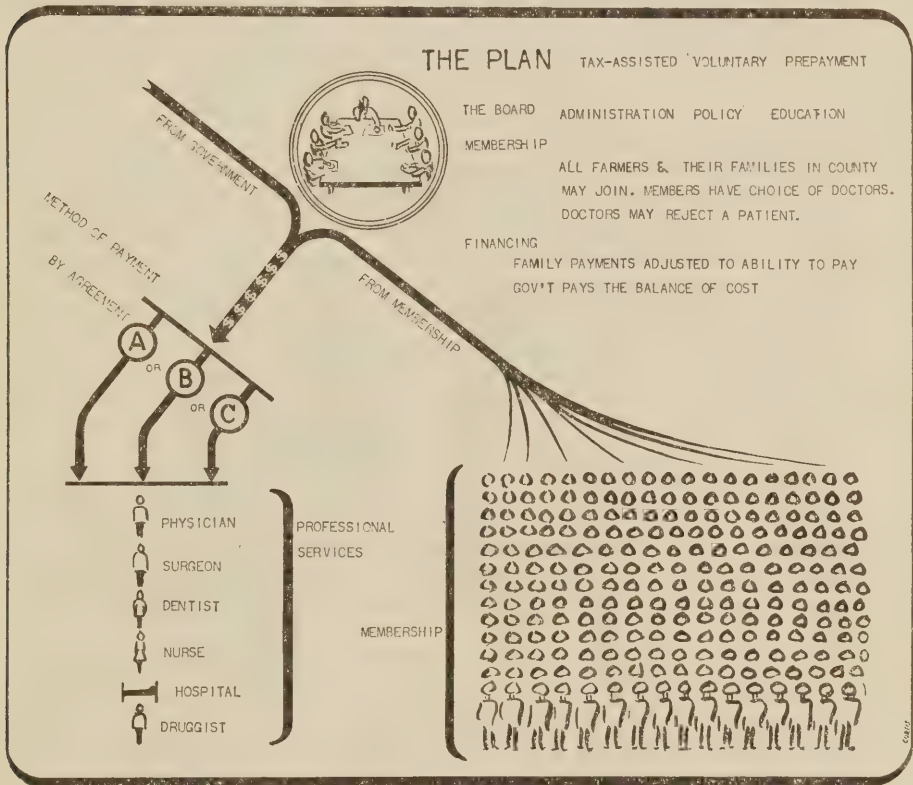 THE PLAN TAX-ASSISTED VOLUNTARY PREPAYMENT
THE BOARD ADMINISTRATION POLICY EDUCATION
MEMBERSHIP
ALL FARMERS & THEIR FAMILIES IN COUNTY
MAY JOIN. MEMBERS HAVE CHOICE OF DOCTORS.
DOCTORS MAY REJECT A PATIENT.
FINANCING
FAMILY PAYMENTS ADJUSTED TO ABILITY TO PAY
GOV'T PAYS THE BALANCE OF COST
FROM GOVERNMENT
$ $ $ $ $ $
FROM MEMBERSHIP
METHOD OF PAYMENT
BY AGREEMENT
A
OR
B
OR
C
PHYSICIAN
SURGEON
DENTIST
NURSE
HOSPITAL
DRUGGIST
PROFESSIONAL
SERVICES
MEMBERSHIP